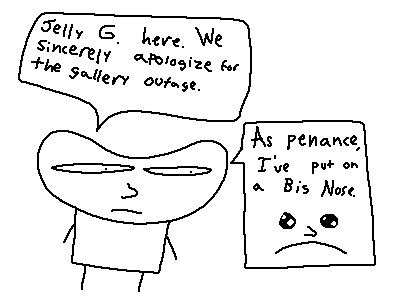 Jelly G. here. We
sincerely apologize for
the gallery outage.
As penance,
I've put on
a Big Nose.